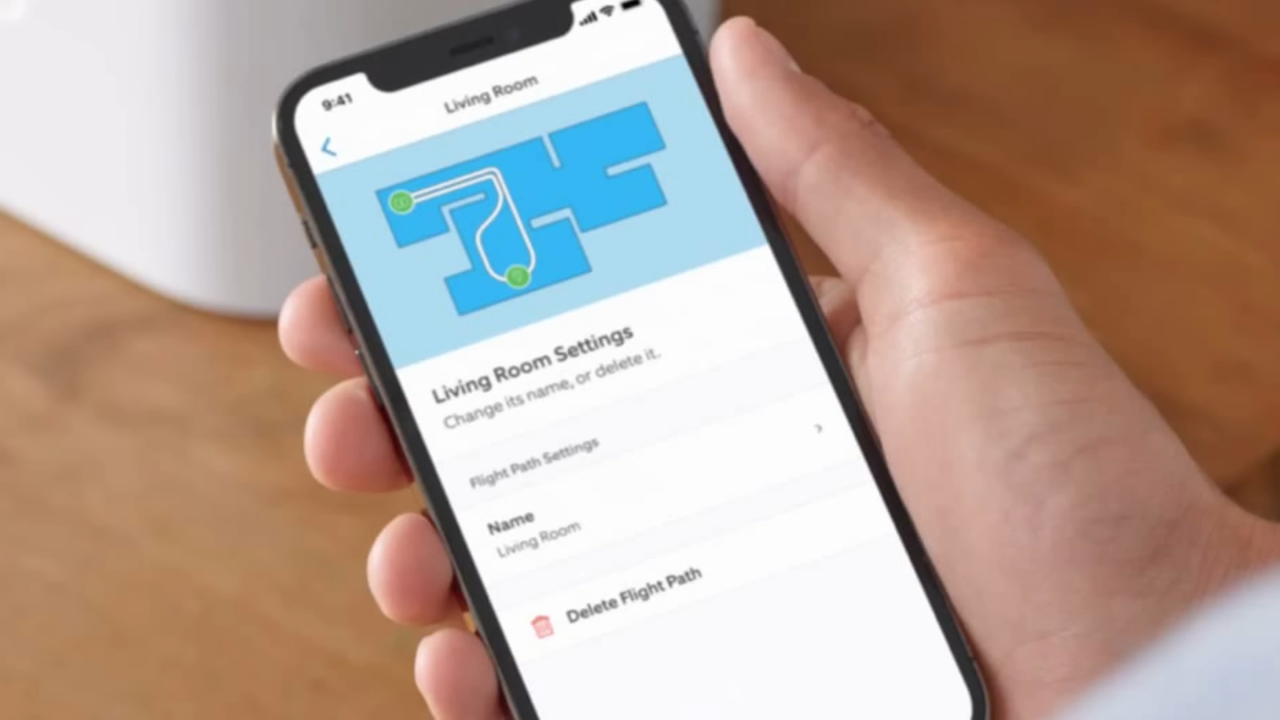 9:41
Living Room
Living Room Settings
Change its name, or delete it.
Flight Path Settings
Name
Living Room
Delete Flight Path